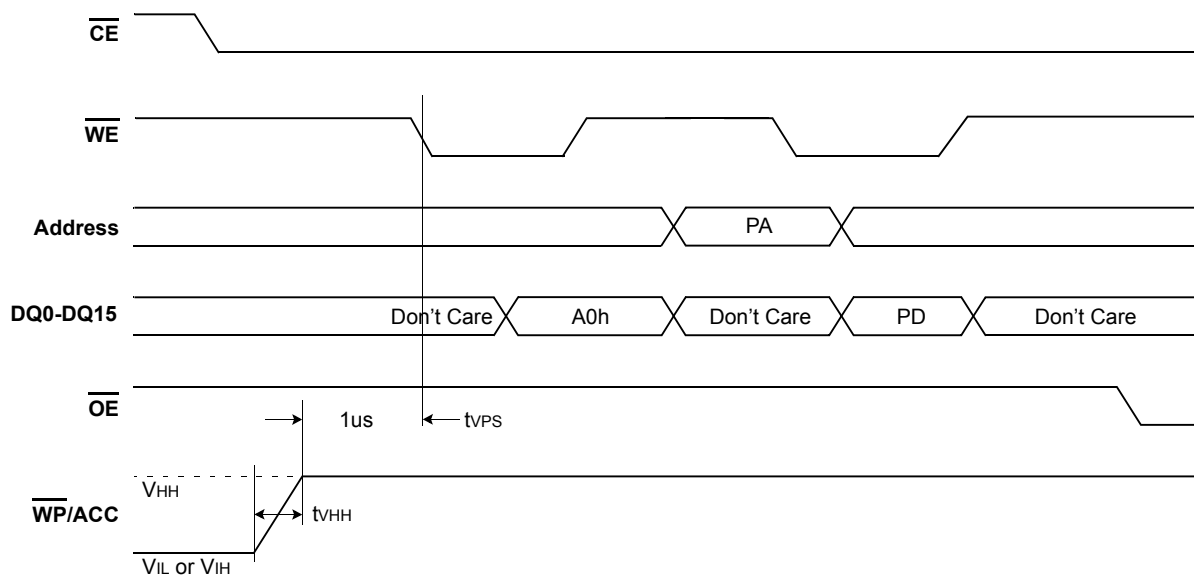 CE
WE
Address PA
DQ0-DQ15 Don't Care A0h Don't Care PD Don't Care
OE
1us tVPS
VHH
WP/ACC tVHH
VIL or VIH